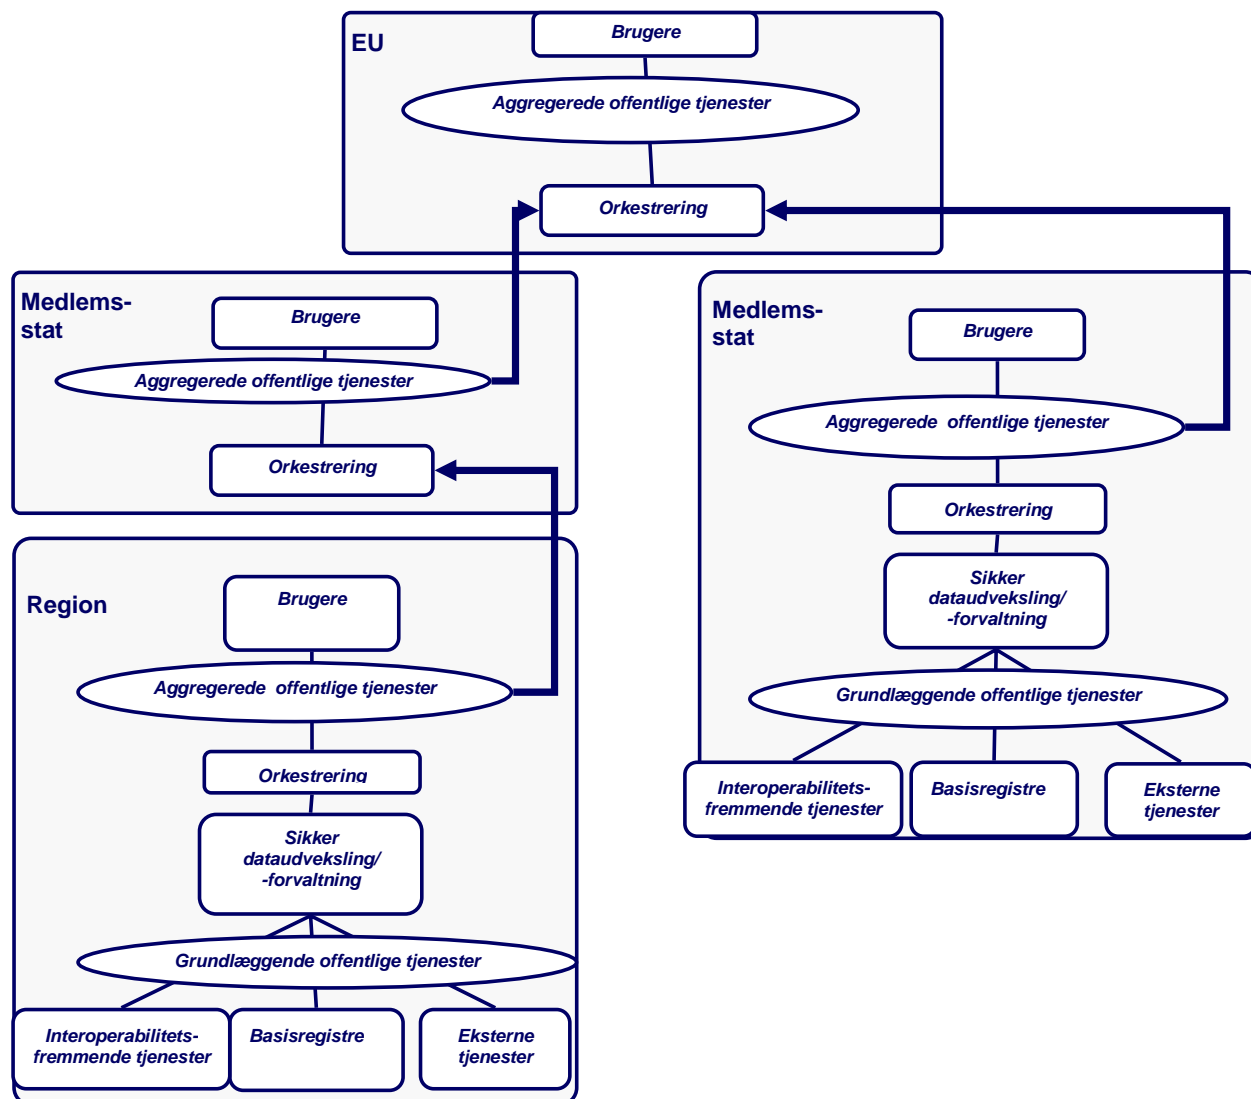 EU
Brugere
Aggregerede offentlige tjenester
Orkestrering
Medlems-
stat
Brugere
Aggregerede offentlige tjenester
Orkestrering
Region
Brugere
Aggregerede offentlige tjenester
Orkestrering
Sikker
dataudveksling/
-forvaltning
Grundlæggende offentlige tjenester
Interoperabilitets-
fremmende tjenester
Basisregistre
Eksterne
tjenester
Medlems-
stat
Brugere
Aggregerede offentlige tjenester
Orkestrering
Sikker
dataudveksling/
-forvaltning
Grundlæggende offentlige tjenester
Interoperabilitets-
fremmende tjenester
Basisregistre
Eksterne
tjenester